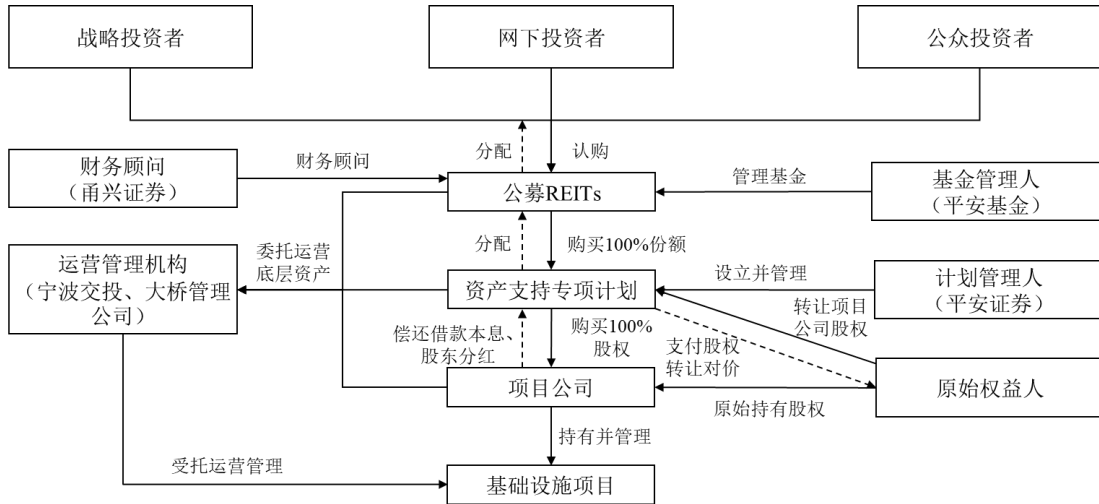 战略投资者
网下投资者
公众投资者
分配
认购
财务顾问
（甬兴证券）
财务顾问
公募REITs
管理基金
基金管理人
（平安基金）
分配
购买100%份额
委托运营
底层资产
运营管理机构
（宁波交投、大桥管理
公司）
资产支持专项计划
设立并管理
计划管理人
（平安证券）
转让项目
公司股权
偿还借款本息、
股东分红
购买100%
股权
支付股权
转让对价
项目公司
原始持有股权
原始权益人
持有并管理
受托运营管理
基础设施项目